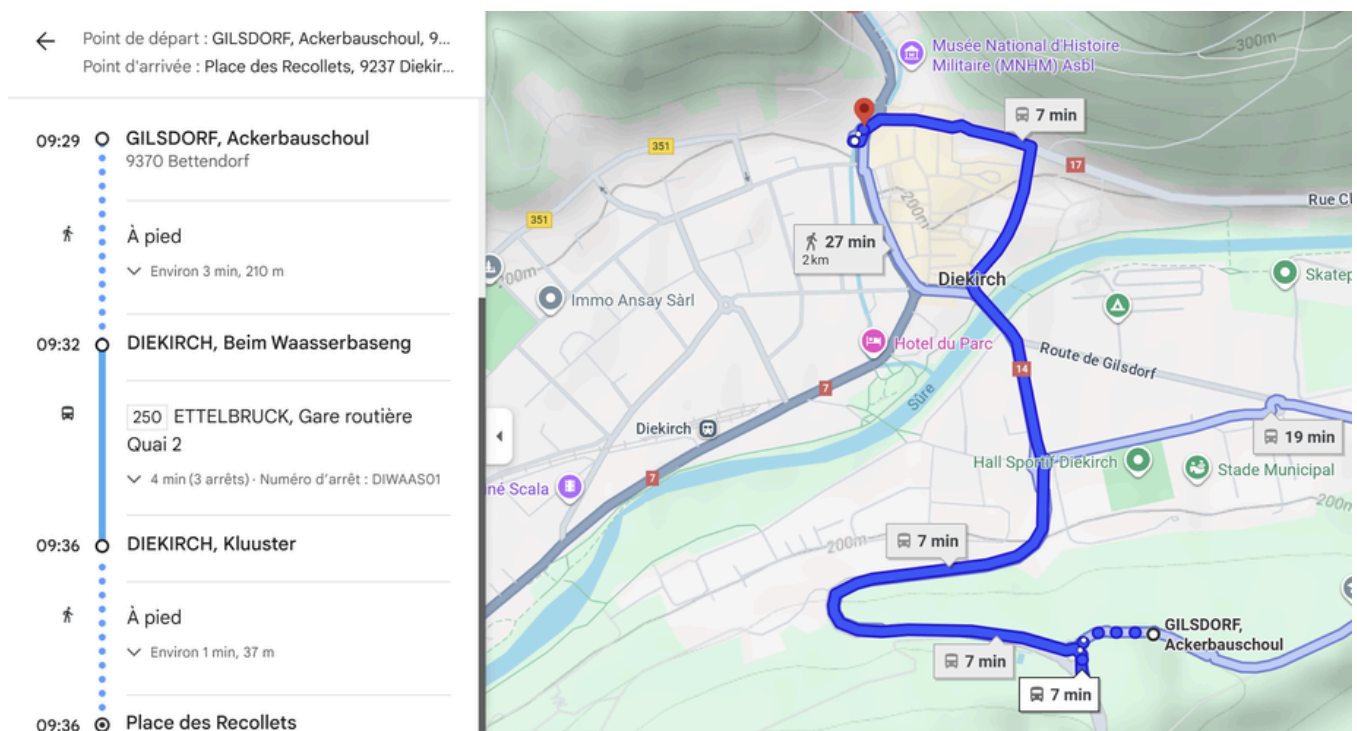 Point de départ : GILSDORF, Ackerbauschoul, 9...
Point d'arrivée : Place des Recollets, 9237 Diekir...
09:29
GILSDORF, Ackerbauschoul
9370 Bettendorf
À pied
Environ 3 min, 210 m
09:32
DIEKIRCH, Beim Waasserbaseng
250 ETTELBRUCK, Gare routière
Quai 2
4 min (3 arrêts) · Numéro d'arrêt : DIWAAS01
09:36
DIEKIRCH, Kluuster
À pied
Environ 1 min, 37 m
09:36
Place des Recollets
Musée National d'Histoire
Militaire (MNHM) Asbl
300m
7 min
351
17
351
200m
Rue Cl
27 min
2 km
200m
Diekirch
Skatep
Immo Ansay Sàrl
Hotel du Parc
Route de Gilsdorf
14
7
Sûre
Diekirch
19 min
Hall Sportif Diekirch
Stade Municipal
7
né Scala
200m
200m
7 min
GILSDORF,
Ackerbauschoul
7 min
7 min